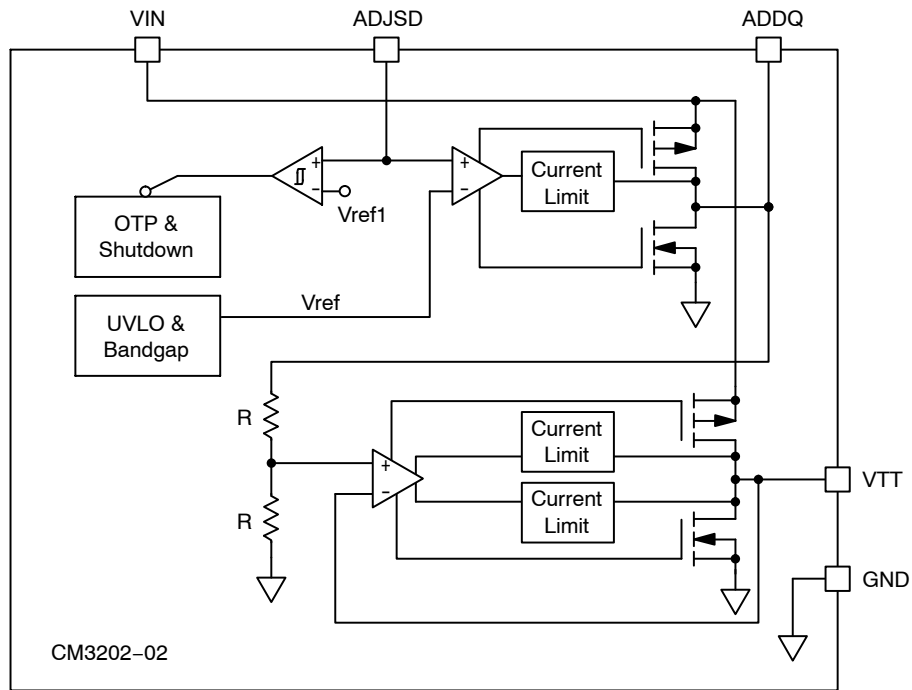 VIN
ADJSD
ADDQ
+
−
Vref1
+
−
Current
Limit
OTP &
Shutdown
UVLO &
Bandgap
Vref
R
R
+
−
Current
Limit
Current
Limit
VTT
GND
CM3202−02